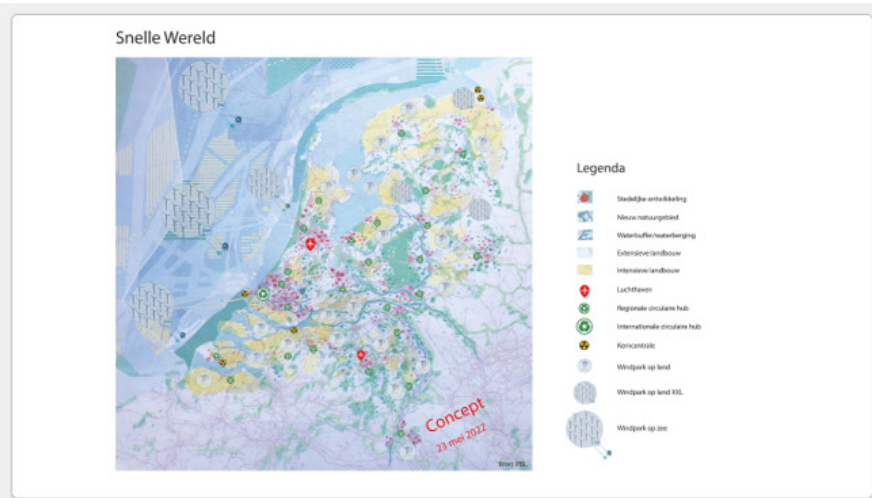 Snelle Wereld
Concept
23 mei 2022
Bron: PBL
Legenda
Stedelijke ontwikkeling
Nieuw natuurgebied
Waterbuffer/waterberging
Extensieve landbouw
Intensieve landbouw
Luchthaven
Regionale circulaire hub
Internationale circulaire hub
Kerncentrale
Windpark op land
Windpark op land XXL
Windpark op zee